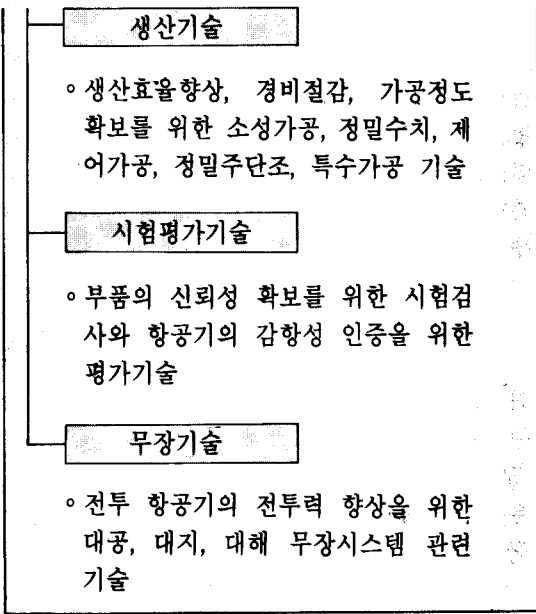 생산기술
◦ 생산효율향상, 경비절감, 가공정도
확보를 위한 소성가공, 정밀수치, 제
어가공, 정밀주단조, 특수가공 기술
시험평가기술
◦ 부품의 신뢰성 확보를 위한 시험검
사와 항공기의 감항성 인증을 위한
평가기술
무장기술
◦ 전투 항공기의 전투력 향상을 위한
대공, 대지, 대해 무장시스템 관련
기술